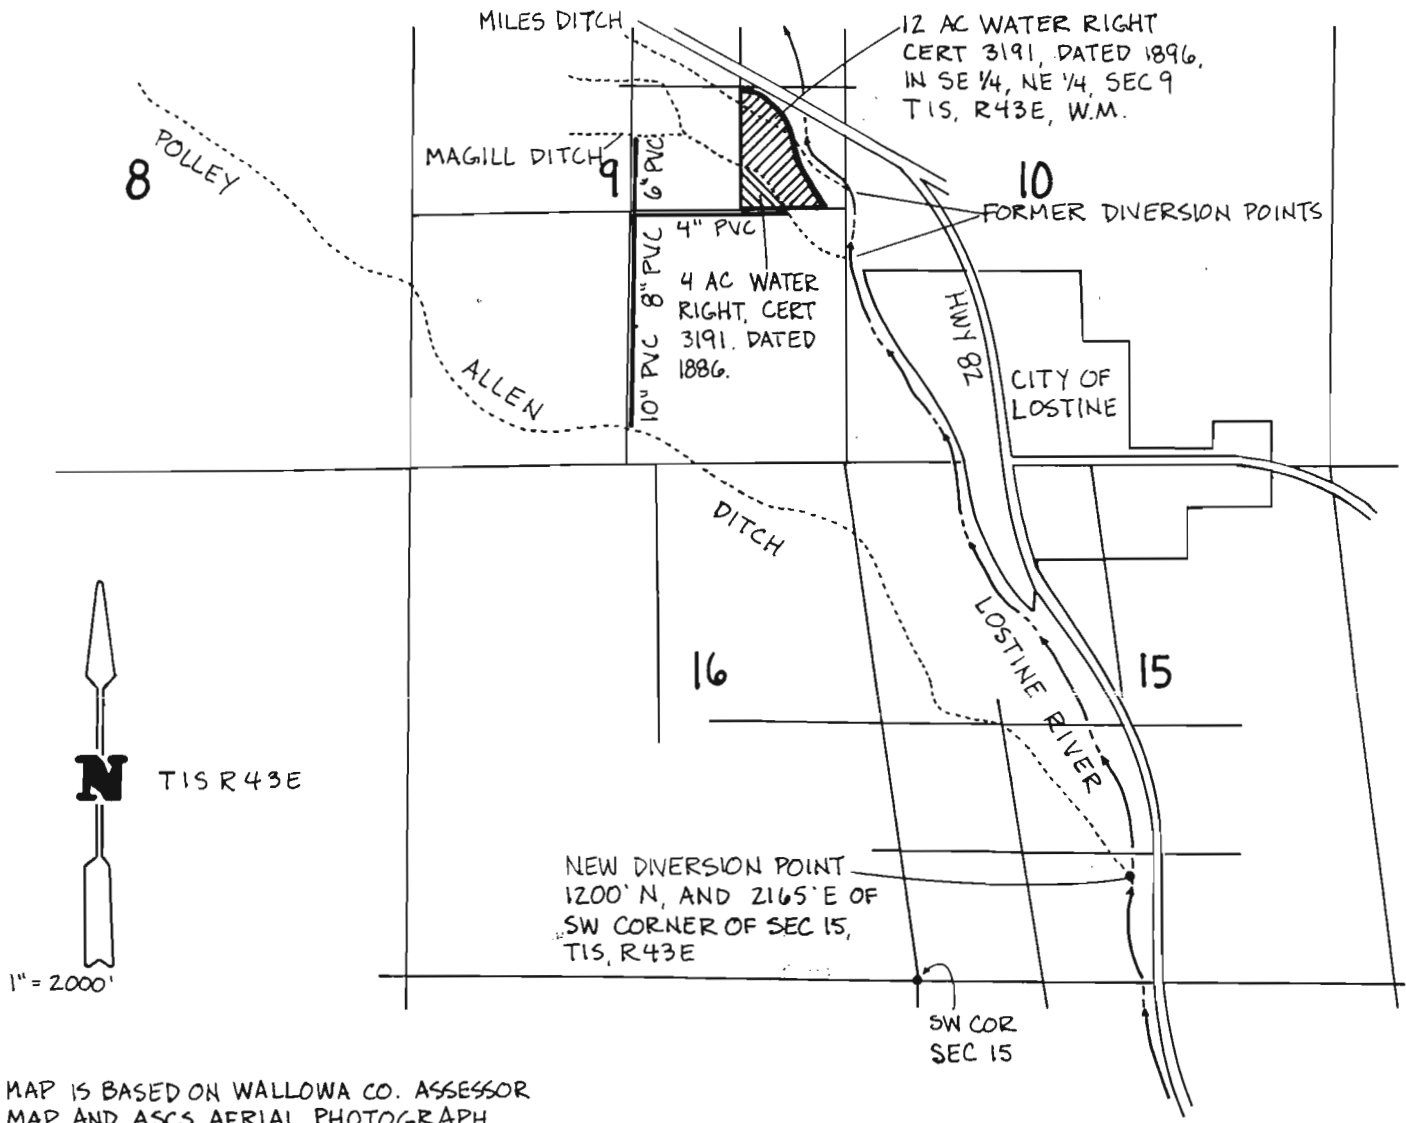 MILES DITCH
12 AC WATER RIGHT
CERT 3191, DATED 1896,
IN SE 1/4, NE 1/4, SEC 9
T1S, R43E, W.M.
POLLEY
8
MAGILL DITCH
9
6" PVC
10
FORMER DIVERSION POINTS
4" PVC
8" PVC
4 AC WATER
RIGHT, CERT
3191. DATED
1886.
10" PVC
HWY 82
CITY OF
LOSTINE
ALLEN
DITCH
LOSTINE RIVER
16
15
N
T1S R43E
NEW DIVERSION POINT
1200' N, AND 2165' E OF
SW CORNER OF SEC 15,
T1S, R43E
1" = 2000'
SW COR
SEC 15
MAP IS BASED ON WALLOWA CO. ASSESSOR
MAP AND ASCS AERIAL PHOTOGRAPH